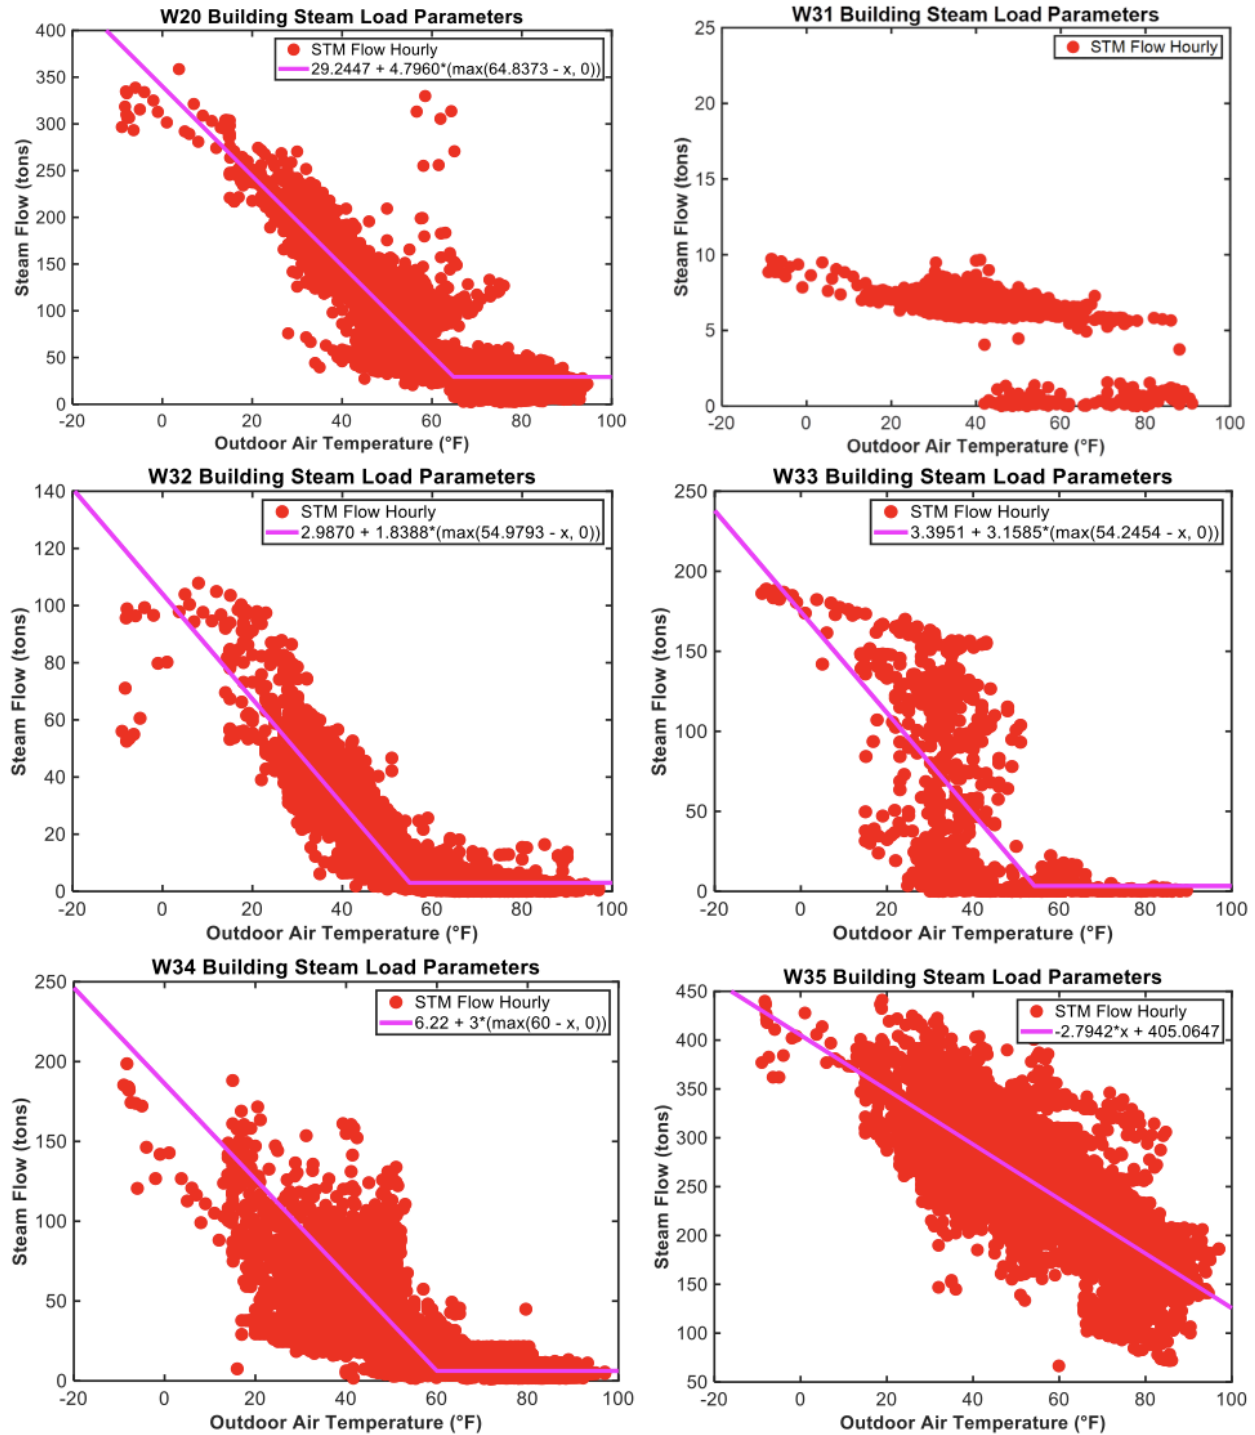 W20 Building Steam Load Parameters
400
350
300
250
200
150
100
50
0
Steam Flow (tons)
STM Flow Hourly
29.2447 + 4.7960*(max(64.8373 - x, 0))
-20 0 20 40 60 80 100
Outdoor Air Temperature (°F)
W31 Building Steam Load Parameters
25
20
15
10
5
0
Steam Flow (tons)
STM Flow Hourly
-20 0 20 40 60 80 100
Outdoor Air Temperature (°F)
W32 Building Steam Load Parameters
140
120
100
80
60
40
20
0
Steam Flow (tons)
STM Flow Hourly
2.9870 + 1.8388*(max(54.9793 - x, 0))
-20 0 20 40 60 80 100
Outdoor Air Temperature (°F)
W33 Building Steam Load Parameters
250
200
150
100
50
0
Steam Flow (tons)
STM Flow Hourly
3.3951 + 3.1585*(max(54.2454 - x, 0))
-20 0 20 40 60 80 100
Outdoor Air Temperature (°F)
W34 Building Steam Load Parameters
250
200
150
100
50
0
Steam Flow (tons)
STM Flow Hourly
6.22 + 3*(max(60 - x, 0))
-20 0 20 40 60 80 100
Outdoor Air Temperature (°F)
W35 Building Steam Load Parameters
450
400
350
300
250
200
150
100
50
Steam Flow (tons)
STM Flow Hourly
-2.7942*x + 405.0647
-20 0 20 40 60 80 100
Outdoor Air Temperature (°F)